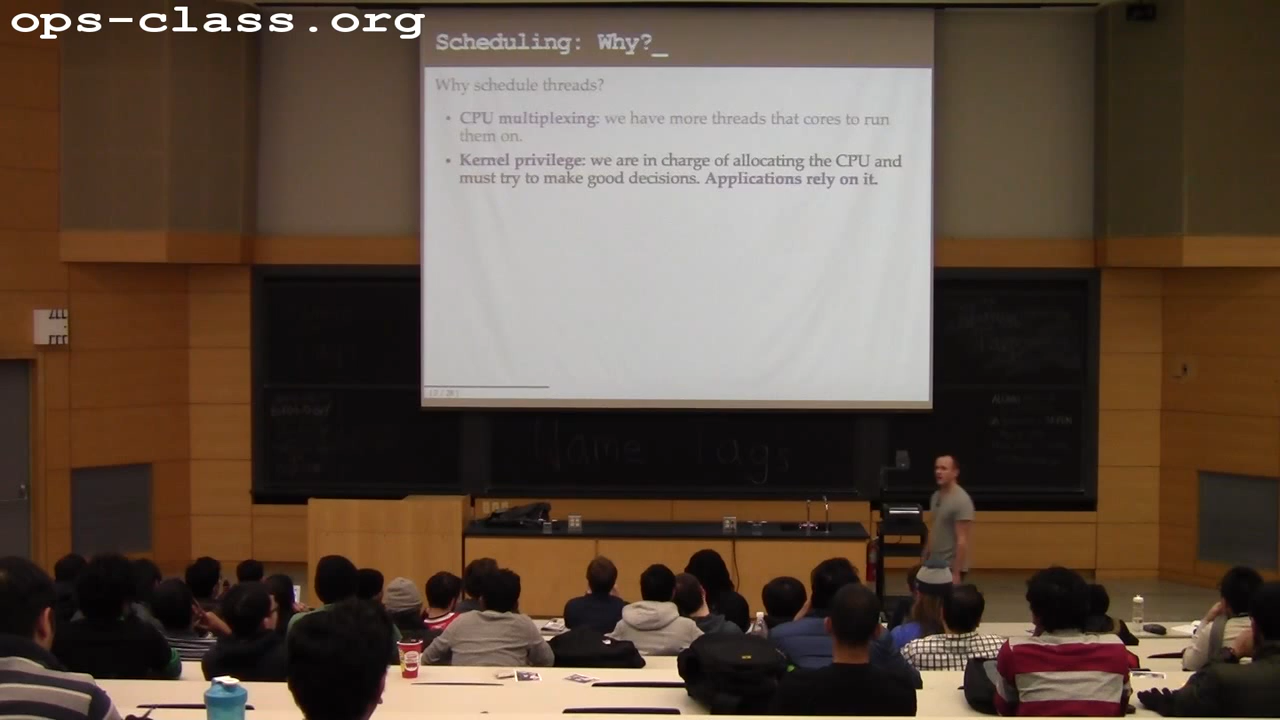 ops-class.org
Scheduling: Why?_
Why schedule threads?
• CPU multiplexing: we have more threads that cores to run
them on.
• Kernel privilege: we are in charge of allocating the CPU and
must try to make good decisions. Applications rely on it.
Name Tags